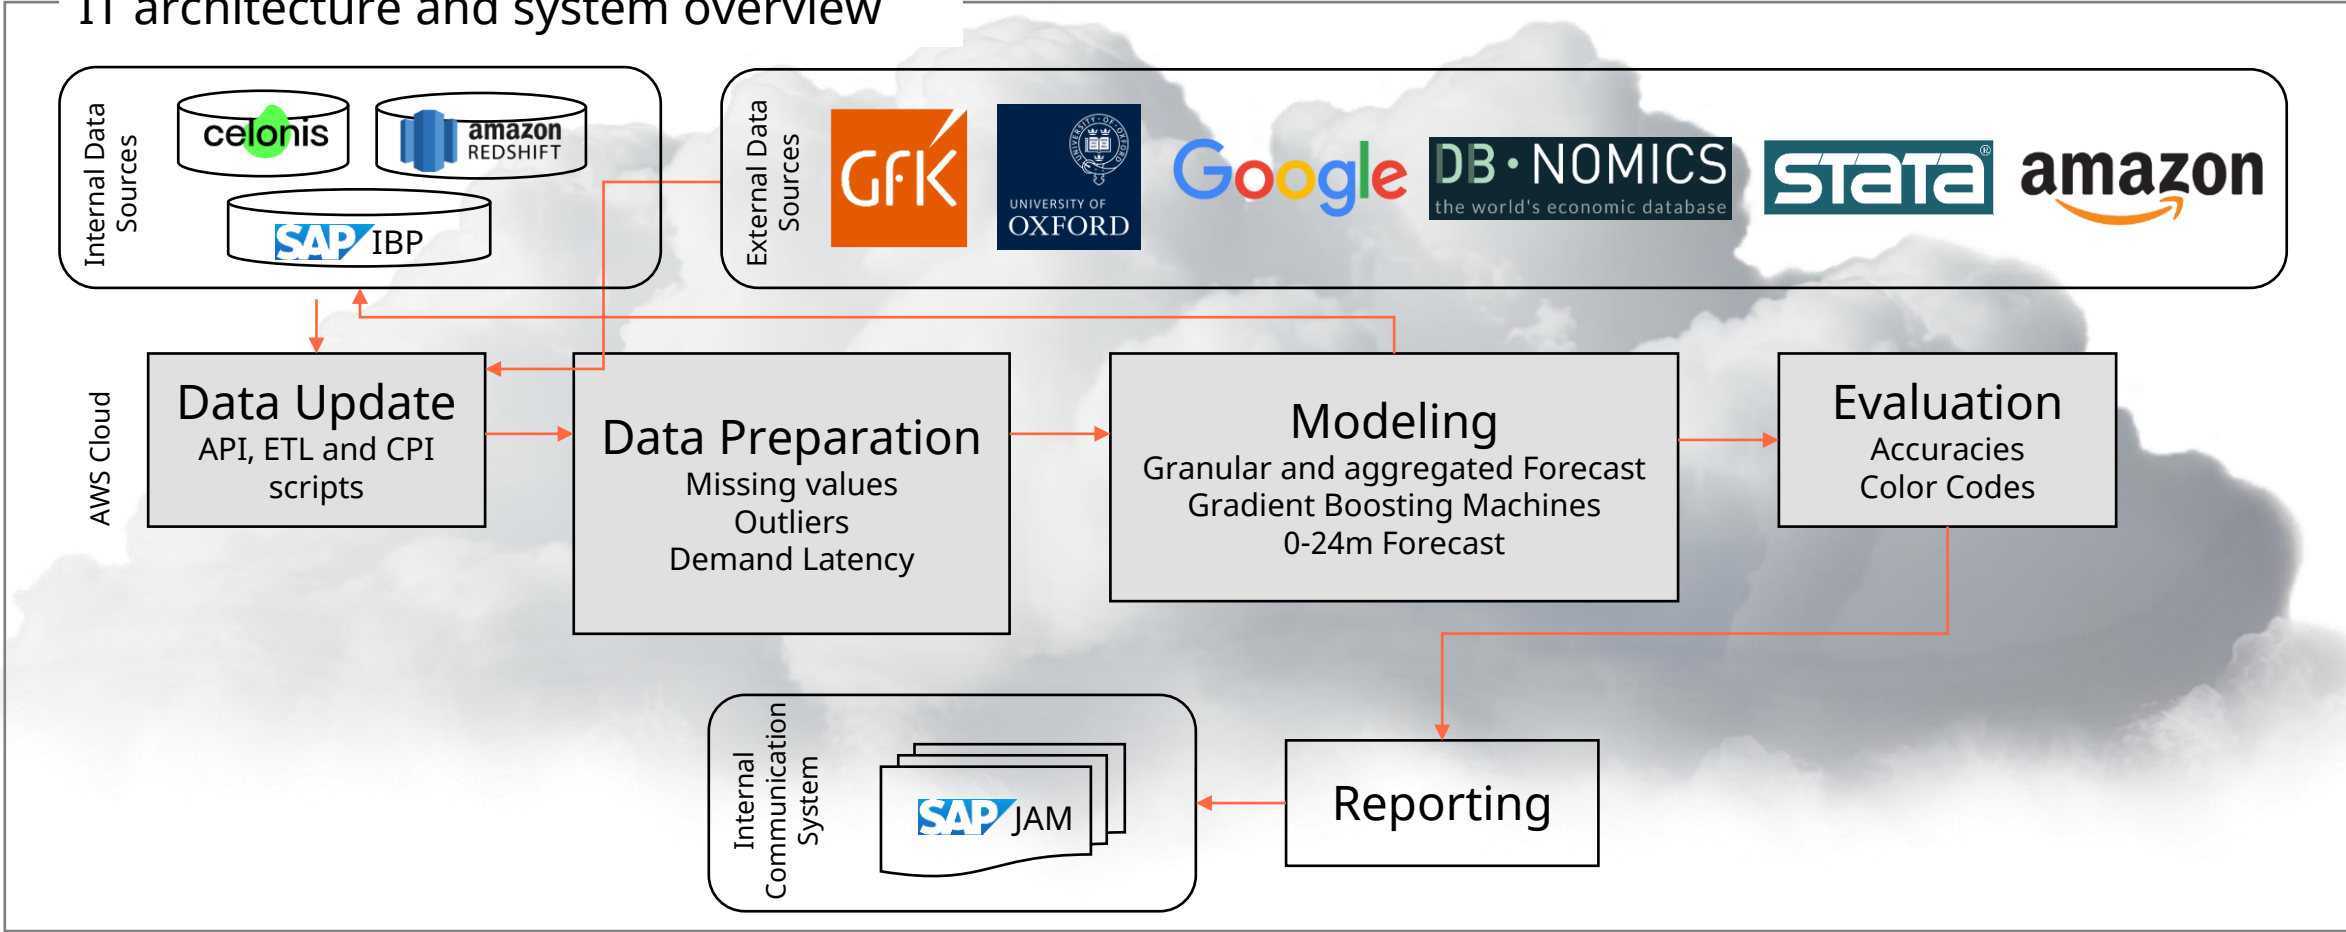 IT architecture and system overview
Internal Data
Sources
celonis
amazon
REDSHIFT
SAP IBP
External Data
Sources
GfK
UNIVERSITY OF OXFORD
UNIVERSITY OF
OXFORD
Google
DB · NOMICS
the world's economic database
STATA®
amazon
AWS Cloud
Data Update
API, ETL and CPI
scripts
Data Preparation
Missing values
Outliers
Demand Latency
Modeling
Granular and aggregated Forecast
Gradient Boosting Machines
0-24m Forecast
Evaluation
Accuracies
Color Codes
Internal
Communication
System
SAP JAM
Reporting